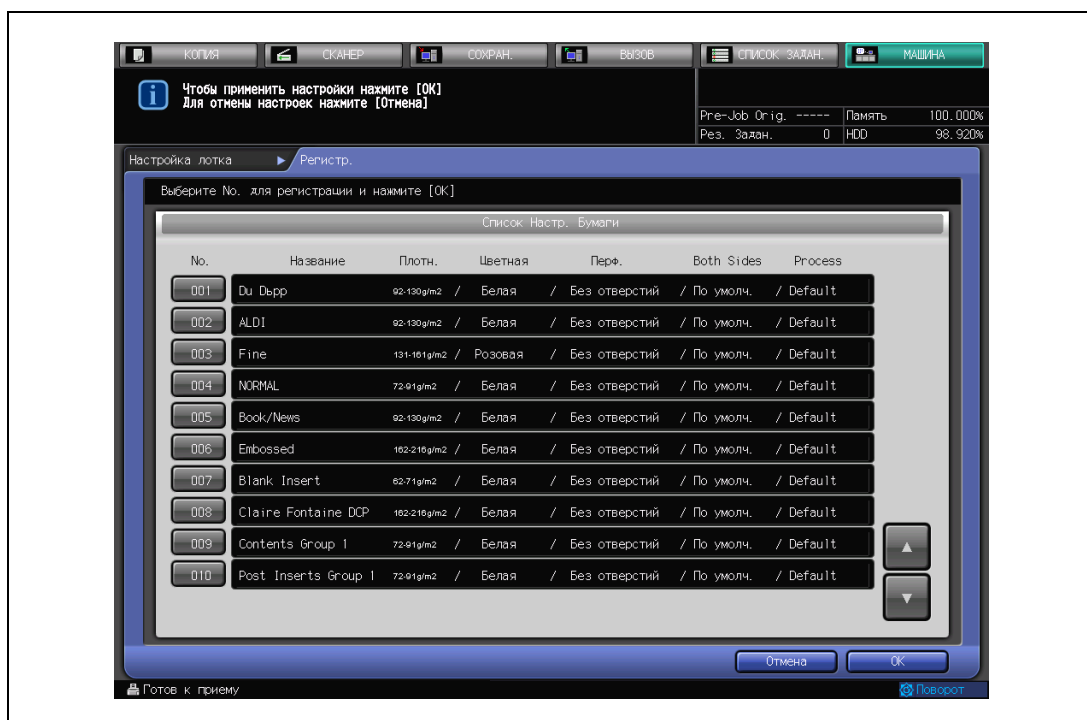 КОПИЯ СКАНЕР СОХРАН. ВЫЗОВ СПИСОК ЗАДАН. МАШИНА
Чтобы применить настройки нажмите [OK]
Для отмены настроек нажмите [Отмена]
Pre-Job Orig. ----- Память 100.000%
Рез. Задан. 0 HDD 98.920%
Настройка лотка Регистр.
Выберите No. для регистрации и нажмите [OK]
Список Настр. Бумаги
No. Название Плотн. Цветная Перф. Both Sides Process
001 Du Dьpp 92-130g/m2 / Белая / Без отверстий / По умолч. / Default
002 ALDI 92-130g/m2 / Белая / Без отверстий / По умолч. / Default
003 Fine 131-161g/m2 / Розовая / Без отверстий / По умолч. / Default
004 NORMAL 72-91g/m2 / Белая / Без отверстий / По умолч. / Default
005 Book/News 92-130g/m2 / Белая / Без отверстий / По умолч. / Default
006 Embossed 162-216g/m2 / Белая / Без отверстий / По умолч. / Default
007 Blank Insert 62-71g/m2 / Белая / Без отверстий / По умолч. / Default
008 Claire Fontaine DCP 162-216g/m2 / Белая / Без отверстий / По умолч. / Default
009 Contents Group 1 72-91g/m2 / Белая / Без отверстий / По умолч. / Default
010 Post Inserts Group 1 72-91g/m2 / Белая / Без отверстий / По умолч. / Default
Отмена OK
Готов к приему Поворот